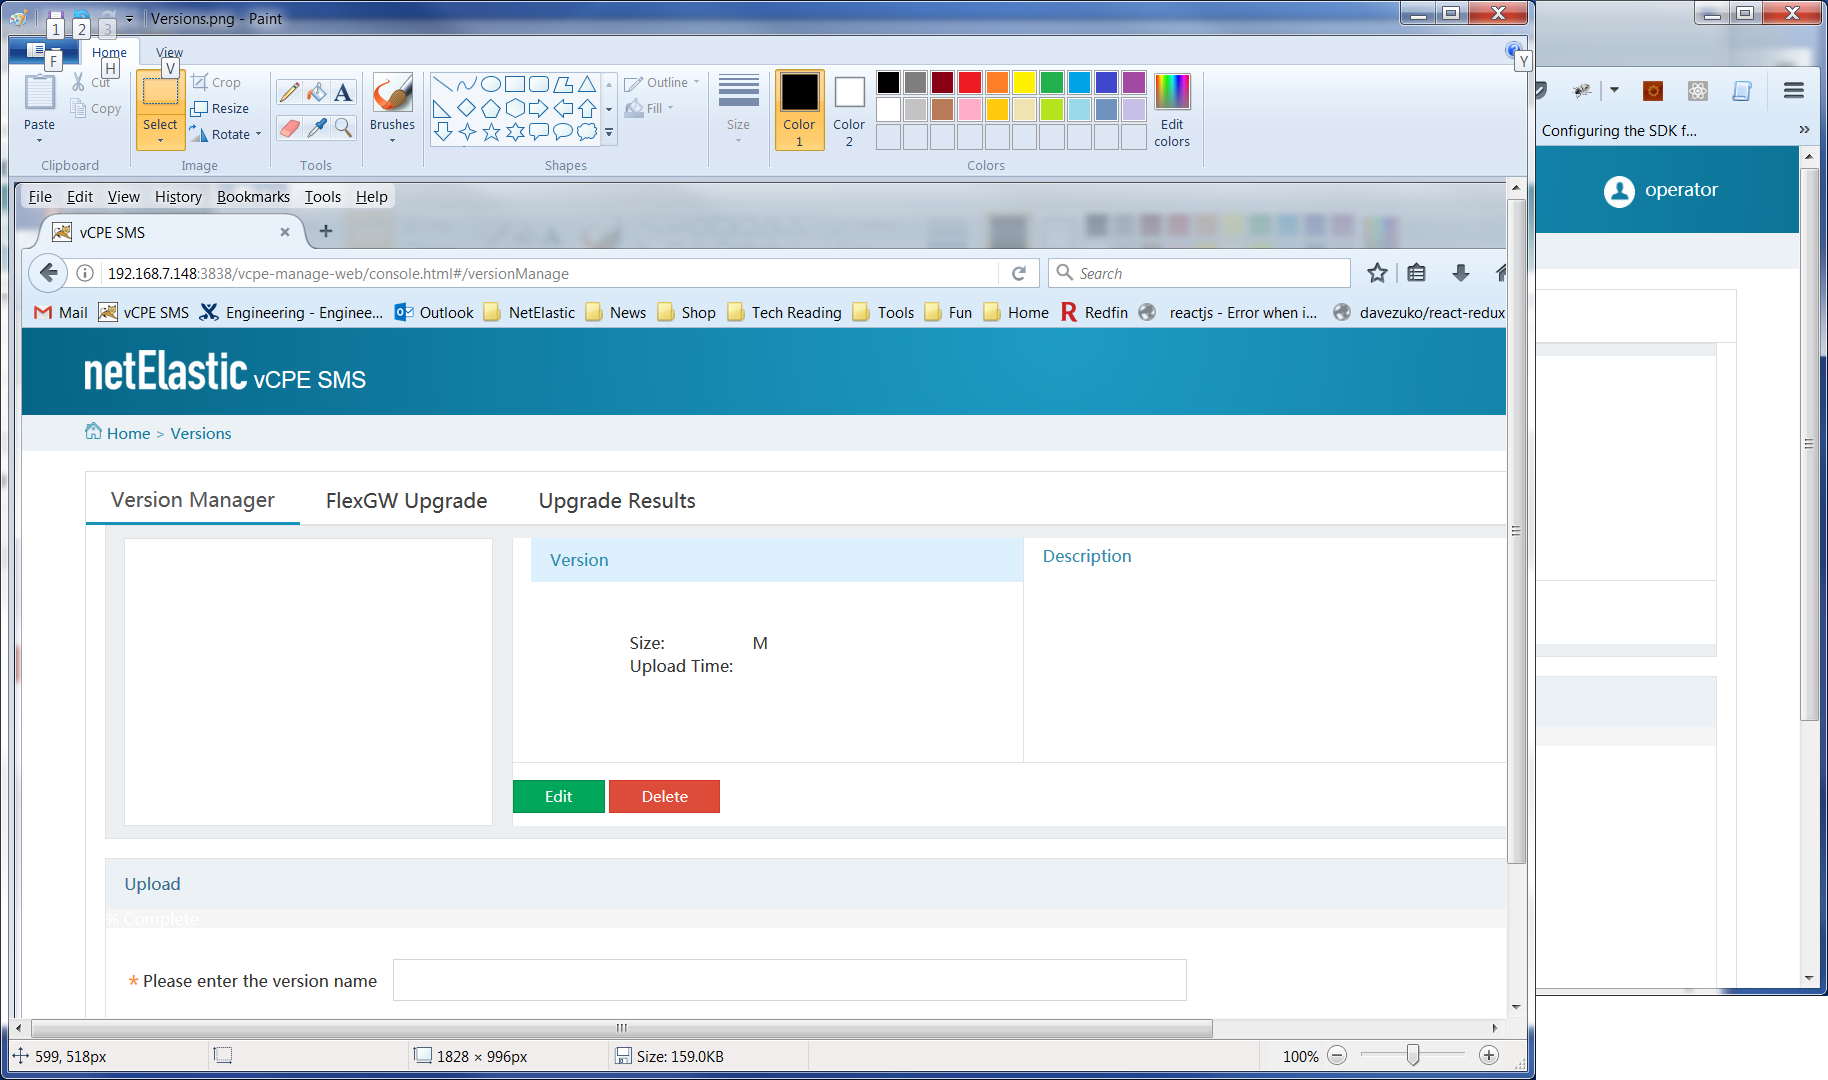 Versions.png - Paint
1
2
3
F
Home
H
View
V
Y
Paste
Cut
Copy
Clipboard
Select
Crop
Resize
Rotate
Image
A
Tools
Brushes
Outline
Fill
Shapes
Size
Color
1
Color
2
Edit
colors
Colors
Configuring the SDK f...
»
operator
File Edit View History Bookmarks Tools Help
vCPE SMS
192.168.7.148:3838/vcpe-manage-web/console.html#/versionManage
Search
Mail vCPE SMS Engineering - Enginee... Outlook NetElastic News Shop Tech Reading Tools Fun Home Redfin reactjs - Error when i... davezuko/react-redux
netElastic vCPE SMS
Home > Versions
Version Manager FlexGW Upgrade Upgrade Results
Version
Description
Size: M
Upload Time:
Edit Delete
Upload
% Complete
* Please enter the version name
599, 518px
1828 × 996px
Size: 159.0KB
100%